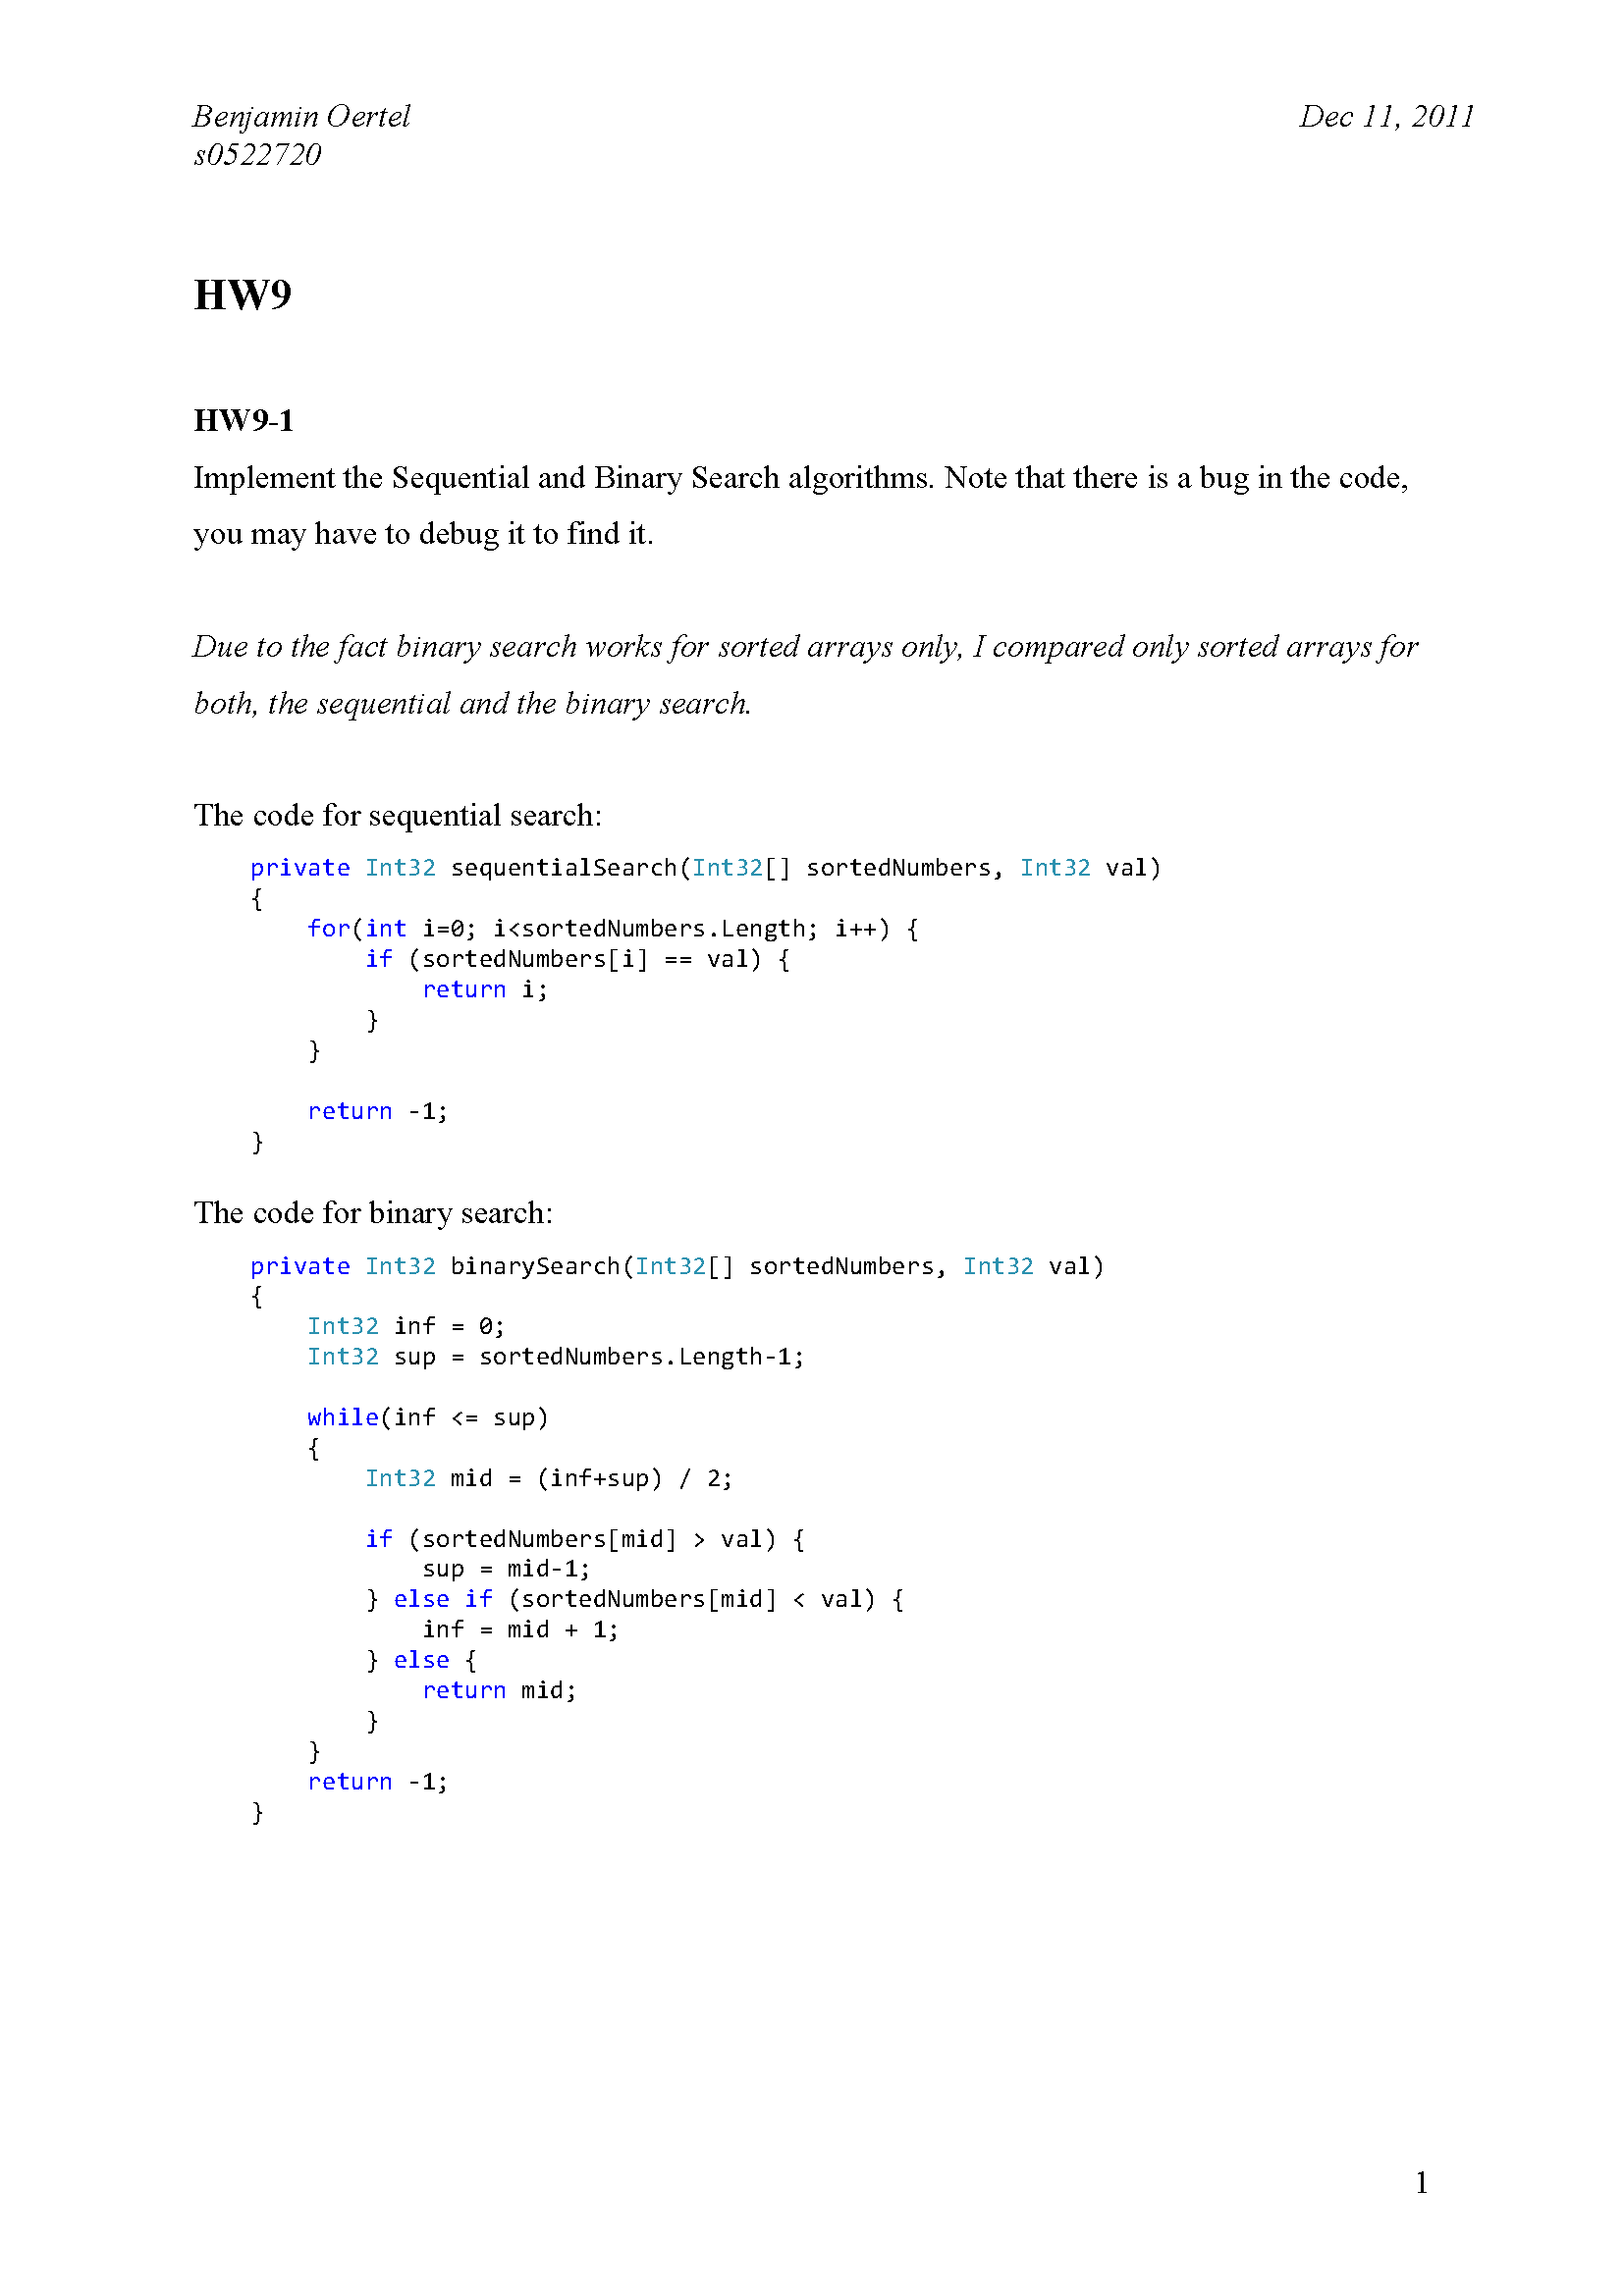 Benjamin Oertel Dec 11, 2011
s0522720
HW9
HW9-1
Implement the Sequential and Binary Search algorithms. Note that there is a bug in the code,
you may have to debug it to find it.
Due to the fact binary search works for sorted arrays only, I compared only sorted arrays for
both, the sequential and the binary search.
The code for sequential search:
private Int32 sequentialSearch(Int32[] sortedNumbers, Int32 val)
{
    for(int i=0; i<sortedNumbers.Length; i++) {
        if (sortedNumbers[i] == val) {
            return i;
        }
    }
    return -1;
}
The code for binary search:
private Int32 binarySearch(Int32[] sortedNumbers, Int32 val)
{
    Int32 inf = 0;
    Int32 sup = sortedNumbers.Length-1;
    while(inf <= sup)
    {
        Int32 mid = (inf+sup) / 2;
        if (sortedNumbers[mid] > val) {
            sup = mid-1;
        } else if (sortedNumbers[mid] < val) {
            inf = mid + 1;
        } else {
            return mid;
        }
    }
    return -1;
}
1